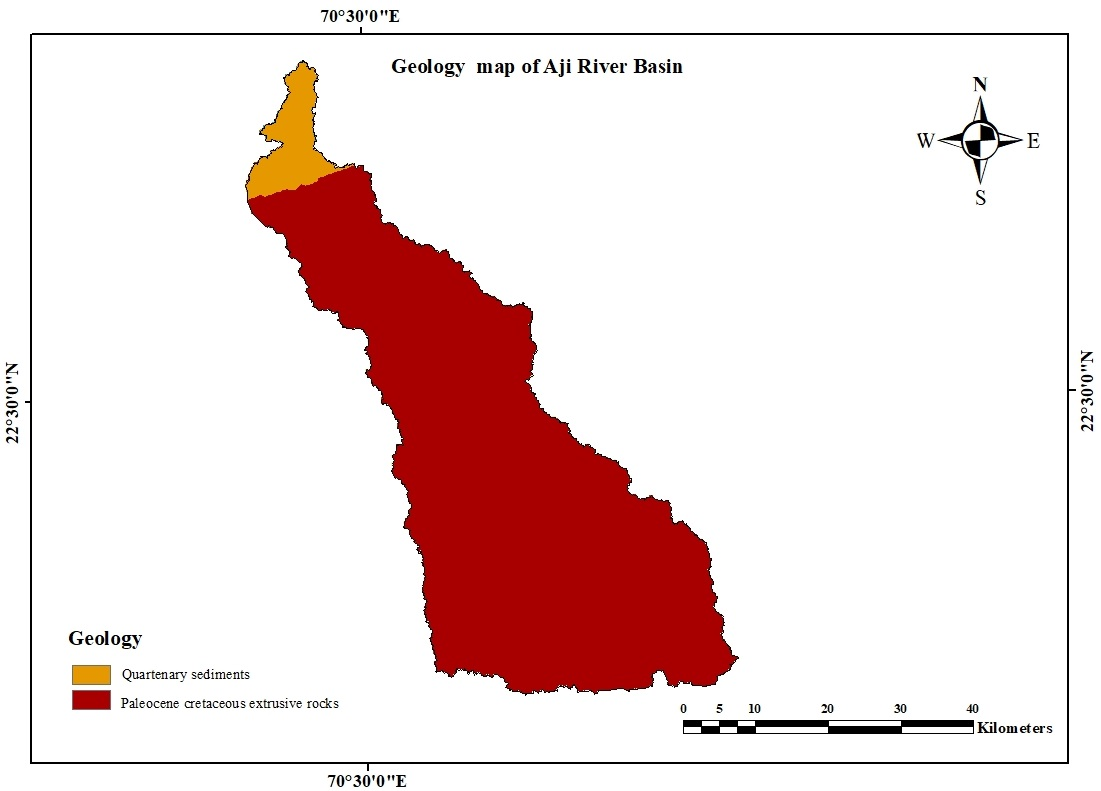 70°30'0"E
Geology map of Aji River Basin
N
W E
S
22°30'0"N
22°30'0"N
Geology
Quartenary sediments
Paleocene cretaceous extrusive rocks
0 5 10 20 30 40
Kilometers
70°30'0"E